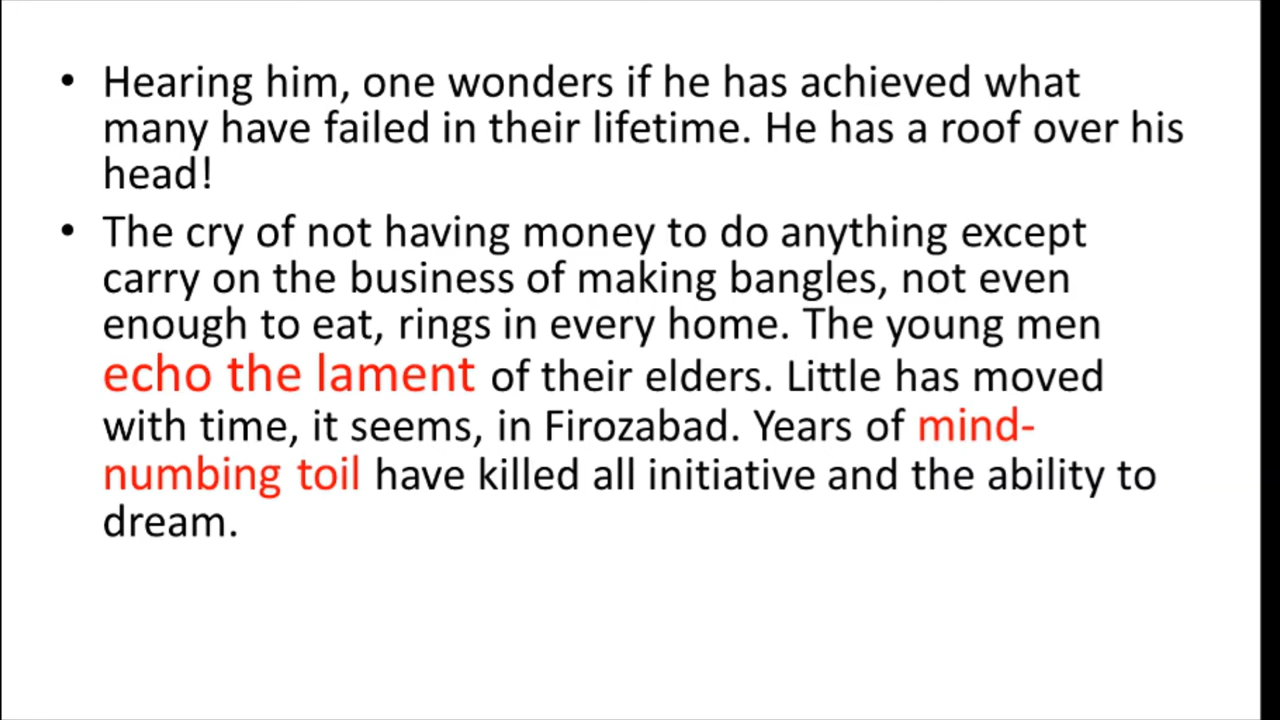 • Hearing him, one wonders if he has achieved what
many have failed in their lifetime. He has a roof over his
head!
• The cry of not having money to do anything except
carry on the business of making bangles, not even
enough to eat, rings in every home. The young men
echo the lament of their elders. Little has moved
with time, it seems, in Firozabad. Years of mind-
numbing toil have killed all initiative and the ability to
dream.